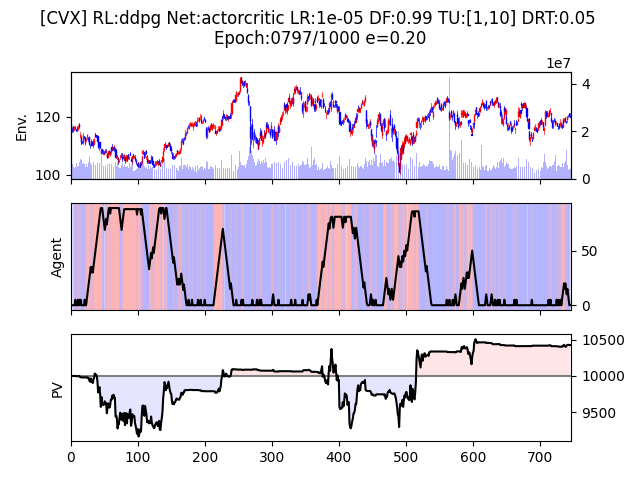 [CVX] RL:ddpg Net:actorcritic LR:1e-05 DF:0.99 TU:[1,10] DRT:0.05
Epoch:0797/1000 e=0.20
1e7
Env.
120
100
4
2
0
Agent
50
0
PV
10500
10000
9500
0 100 200 300 400 500 600 700